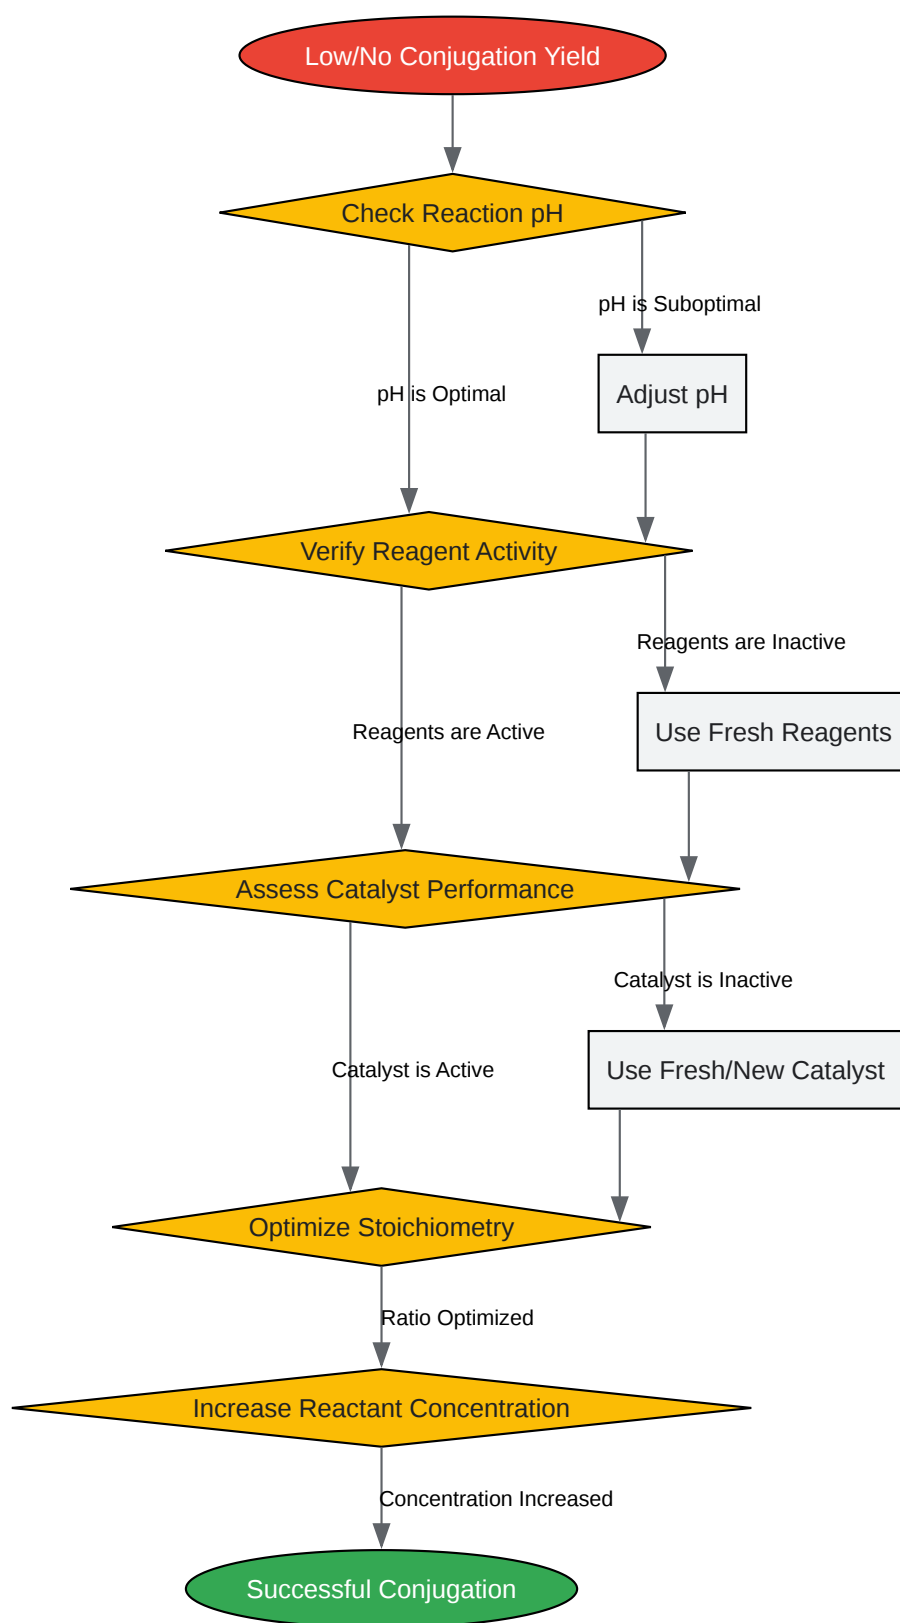 Low/No Conjugation Yield
Check Reaction pH
pH is Suboptimal
pH is Optimal
Adjust pH
Verify Reagent Activity
Reagents are Inactive
Reagents are Active
Use Fresh Reagents
Assess Catalyst Performance
Catalyst is Inactive
Catalyst is Active
Use Fresh/New Catalyst
Optimize Stoichiometry
Ratio Optimized
Increase Reactant Concentration
Concentration Increased
Successful Conjugation